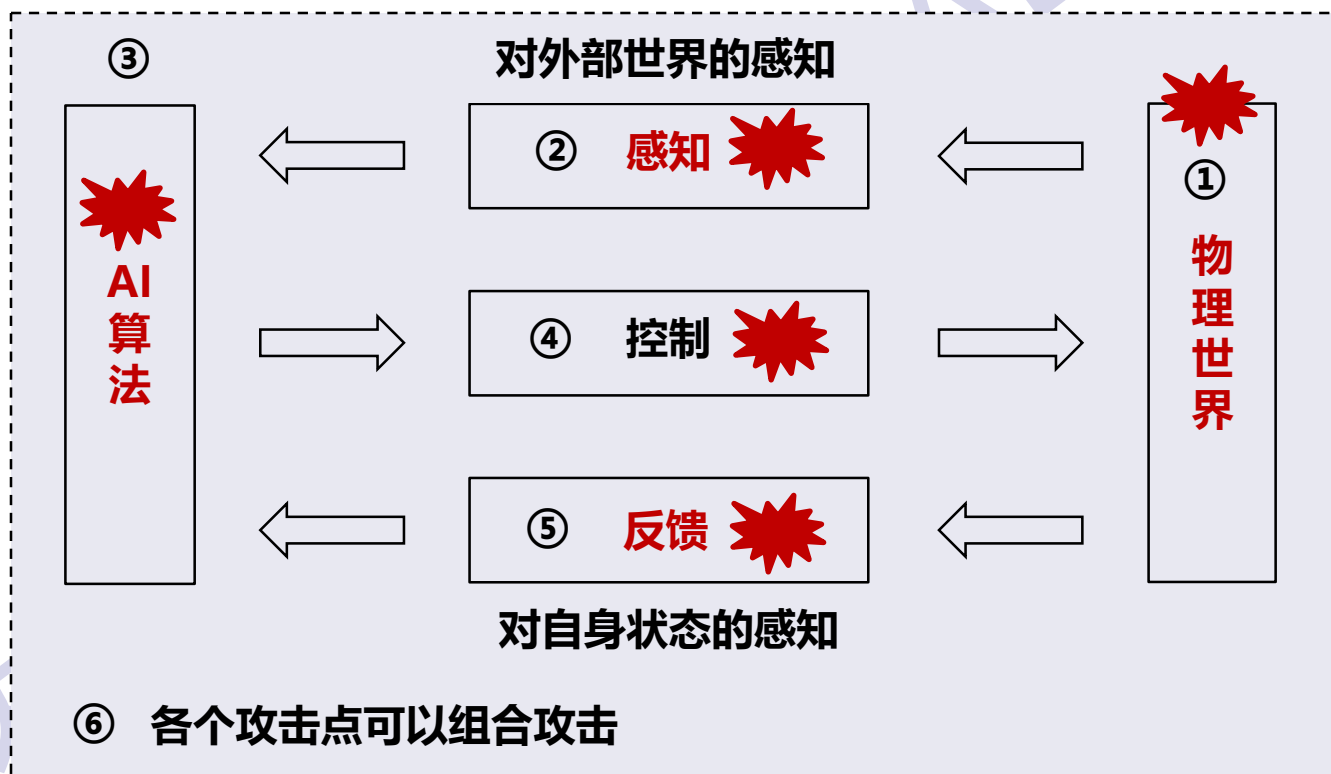 ③
对外部世界的感知
② 感知
①
物理世界
AI算法
④ 控制
⑤ 反馈
对自身状态的感知
⑥ 各个攻击点可以组合攻击